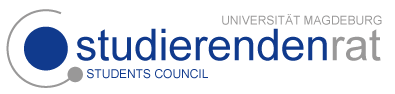 UNIVERSITÄT MAGDEBURG
studierendenrat
STUDENTS COUNCIL